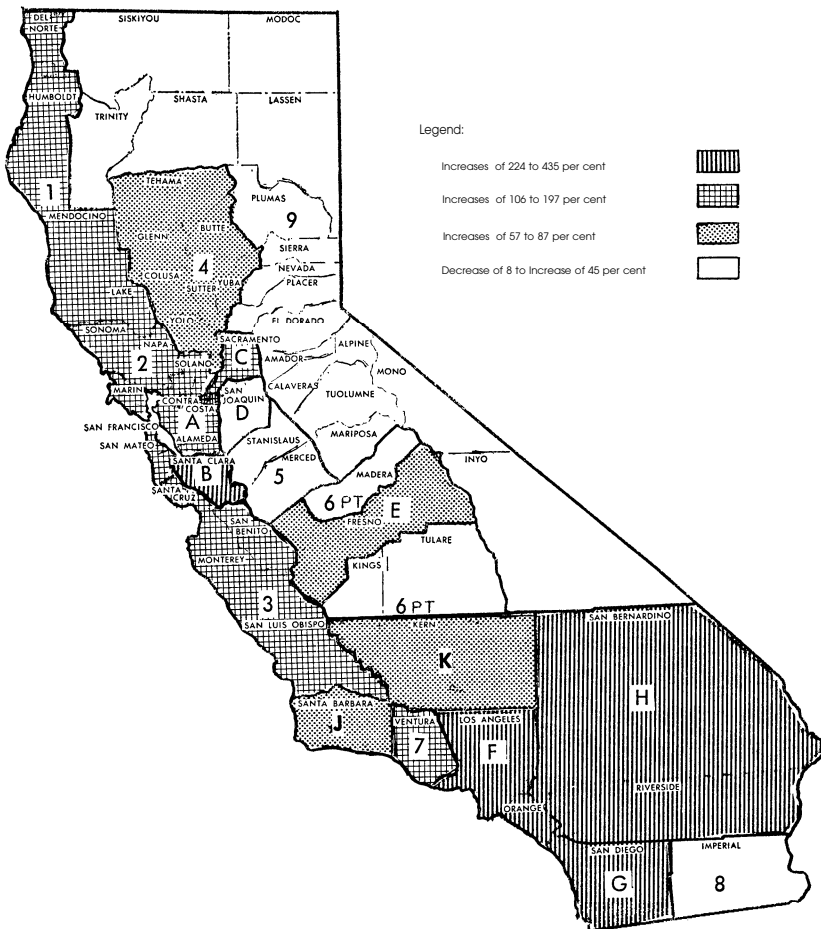 DEL
NORTE
SISKIYOU
MODOC
HUMBOLDT
TRINITY
SHASTA
LASSEN
Legend:
Increases of 224 to 435 per cent
Increases of 106 to 197 per cent
Increases of 57 to 87 per cent
Decrease of 8 to Increase of 45 per cent
1
TEHAMA
PLUMAS
9
MENDOCINO
GLENN
BUTTE
4
SIERRA
COLUSA
SUTTER
YUBA
NEVADA
PLACER
LAKE
YOLO
EL DORADO
SONOMA
NAPA
2
SOLANO
SACRAMENTO
C
ALPINE
AMADOR
MONO
MARIN
CONTRA
COSTA
SAN
JOAQUIN
D
CALAVERAS
TUOLUMNE
SAN FRANCISCO
A
ALAMEDA
SAN MATEO
STANISLAUS
MARIPOSA
SANTA CLARA
B
MERCED
5
INYO
SANTA
CRUZ
MADERA
6 PT
E
SAN
BENITO
FRESNO
MONTEREY
TULARE
KINGS
3
6 PT
SAN LUIS OBISPO
KERN
SAN BERNARDINO
K
H
SANTA BARBARA
J
VENTURA
7
LOS ANGELES
F
RIVERSIDE
ORANGE
SAN DIEGO
G
IMPERIAL
8